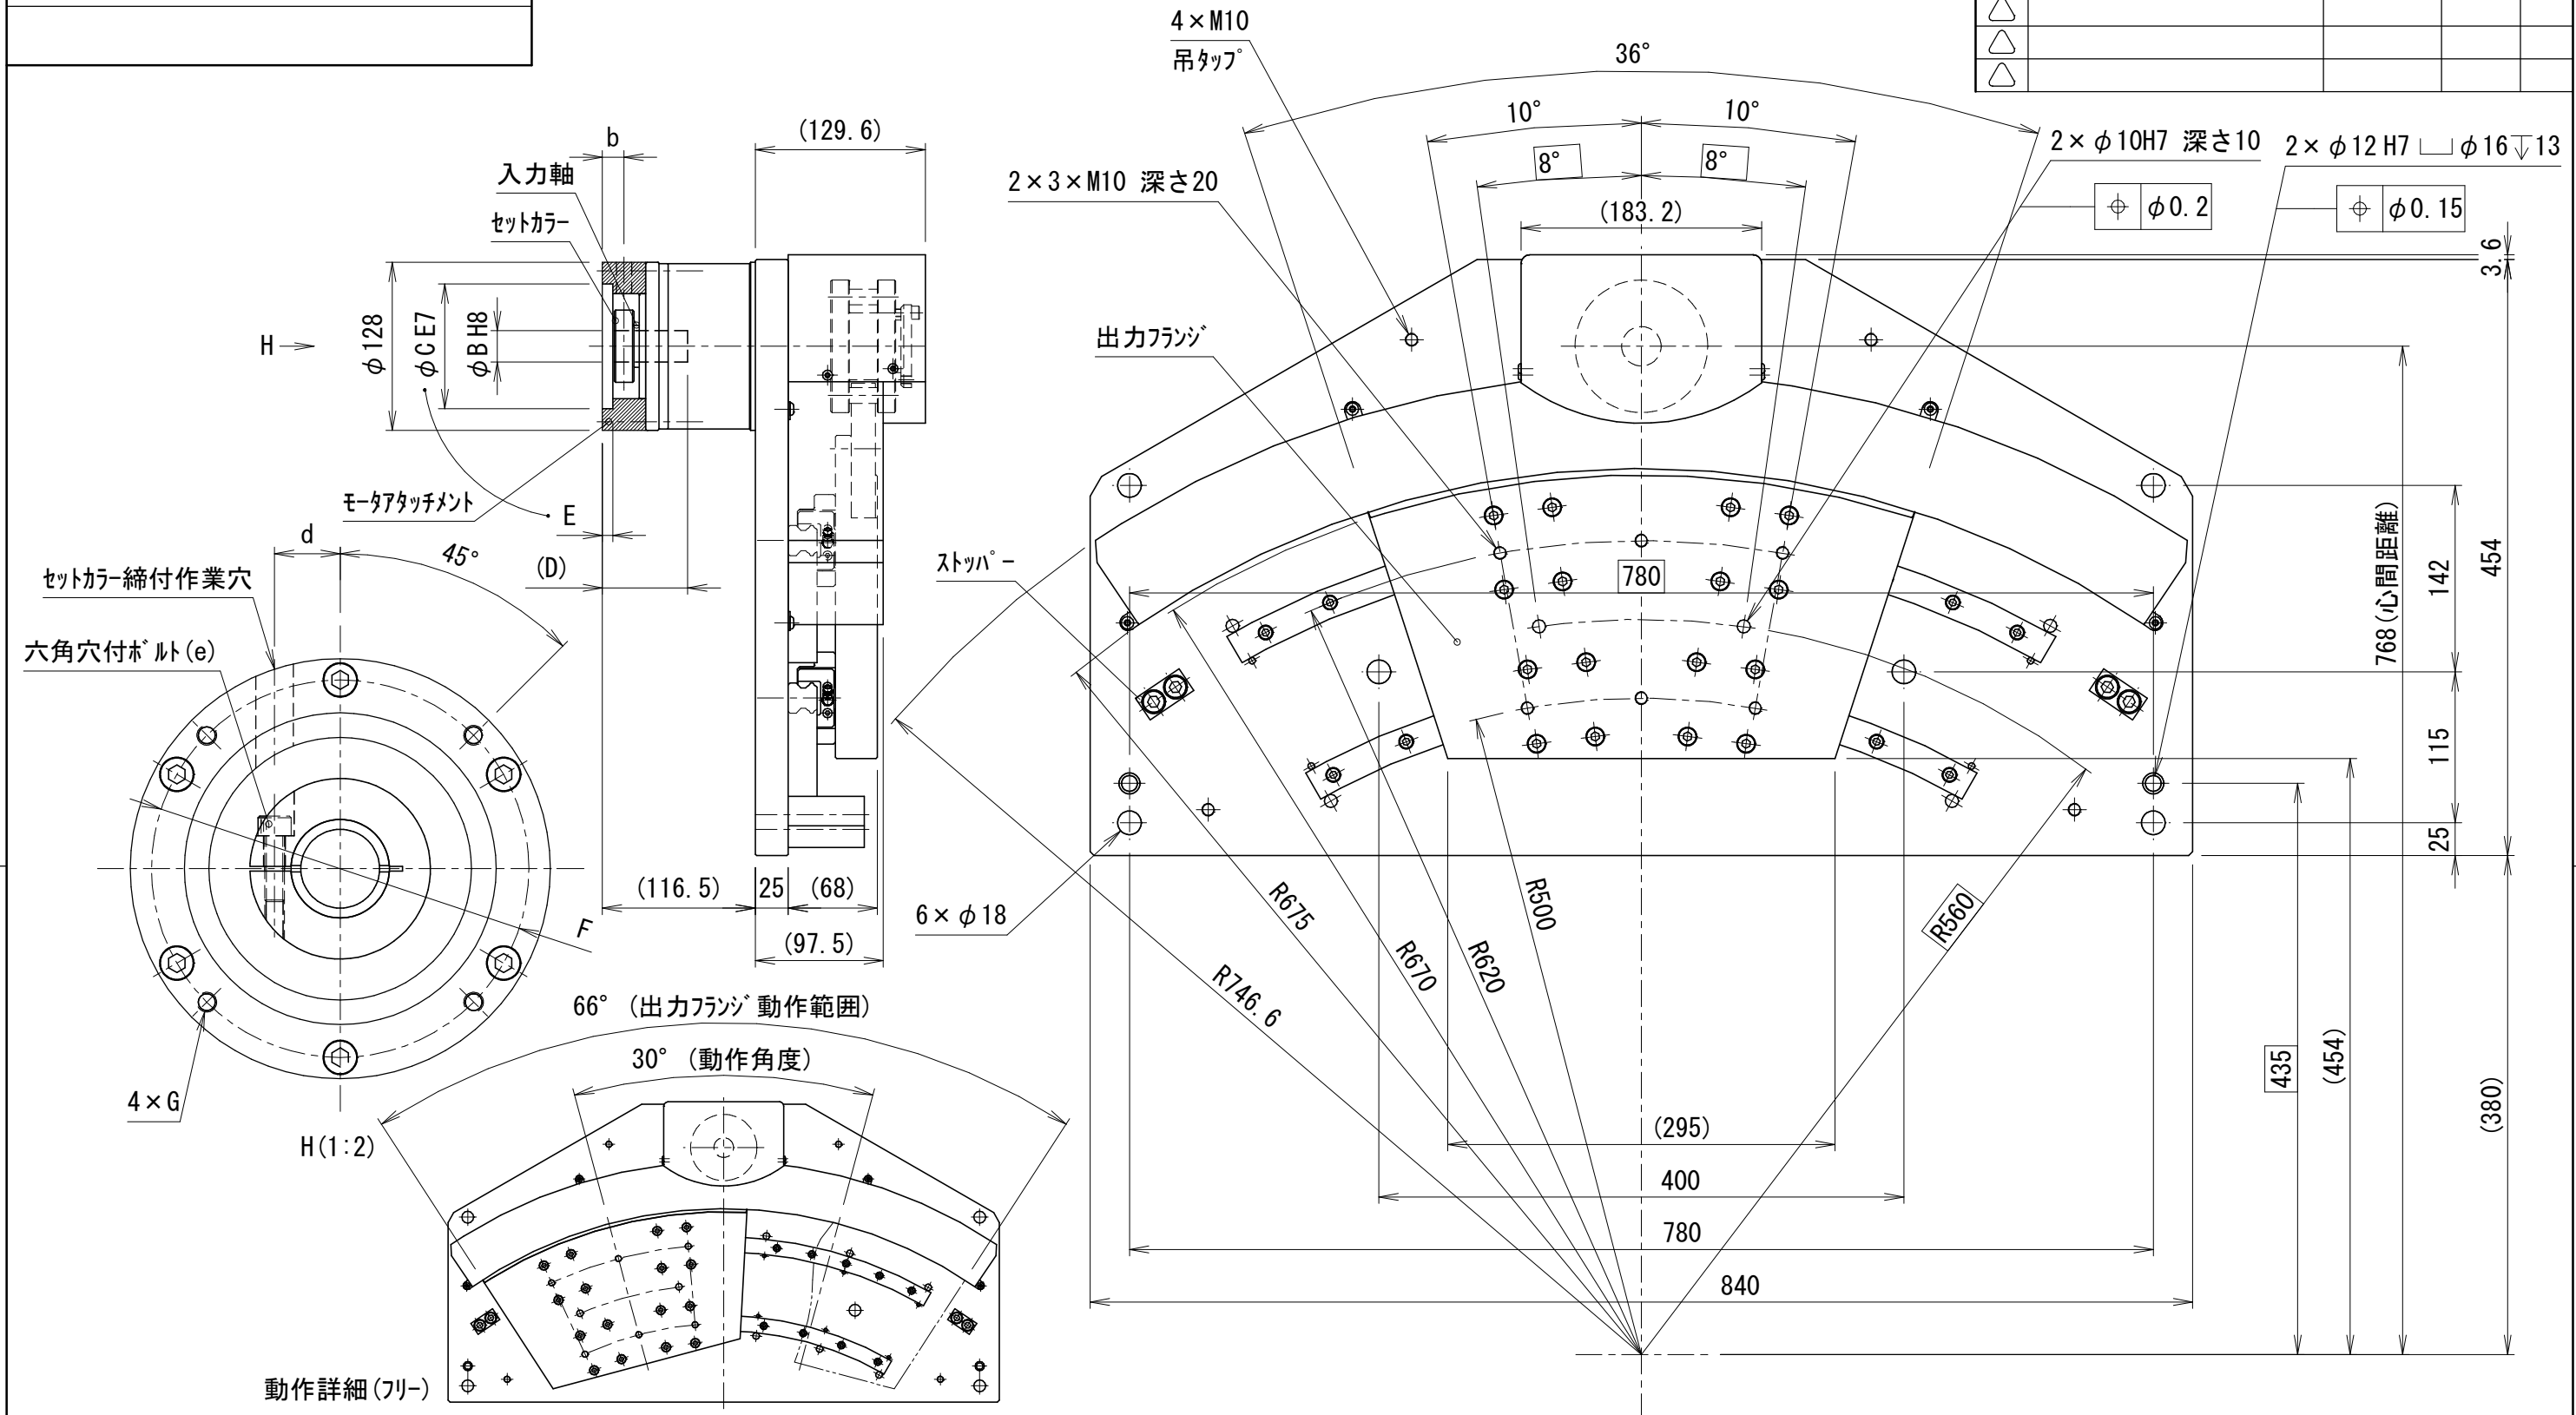 4×M10
吊ﾀｯﾌﾟ
36°
10°
10°
8°
8°
(183.2)
2×3×M10 深さ20
2×φ10H7 深さ10
φ0.2
2×φ12H7 ⌴φ16↧13
φ0.15
3.6
b
(129.6)
入力軸
ｾｯﾄｶﾗｰ
H
φ128
φCE7
φBH8
ﾓｰﾀｱﾀｯﾁﾒﾝﾄ
E
(D)
d
45°
ｾｯﾄｶﾗｰ締付作業穴
六角穴付ﾎﾞﾙﾄ(e)
F
4×G
H(1:2)
(116.5)
25
(68)
(97.5)
出力ﾌﾗﾝｼﾞ
ｽﾄｯﾊﾟｰ
780
6×φ18
R746.6
R675
R670
R620
R500
R560
768(心間距離)
142
454
115
25
435
(454)
(380)
(295)
400
780
840
66° (出力ﾌﾗﾝｼﾞ動作範囲)
30° (動作角度)
動作詳細(ﾌﾘｰ)